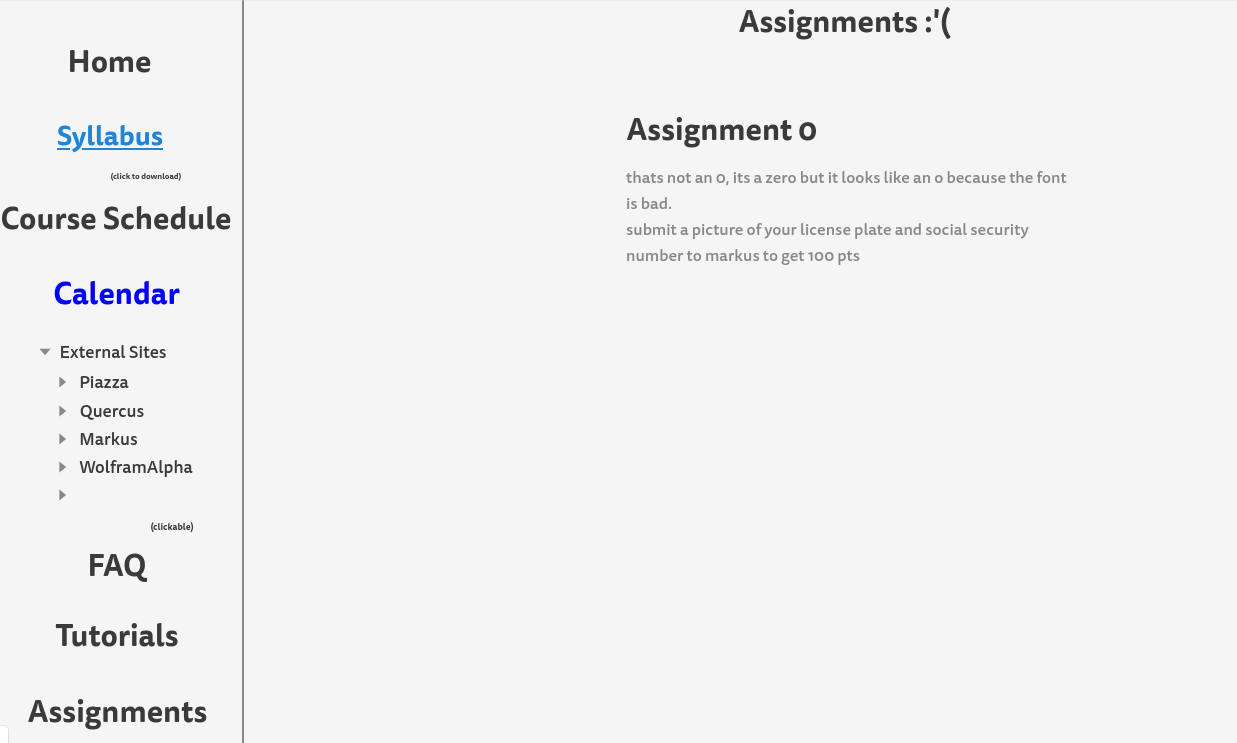 Home
Syllabus
(click to download)
Course Schedule
Calendar
External Sites
Piazza
Quercus
Markus
WolframAlpha
(clickable)
FAQ
Tutorials
Assignments
Assignments :'(
Assignment 0
thats not an O, its a zero but it looks like an o because the font
is bad.
submit a picture of your license plate and social security
number to markus to get 100 pts